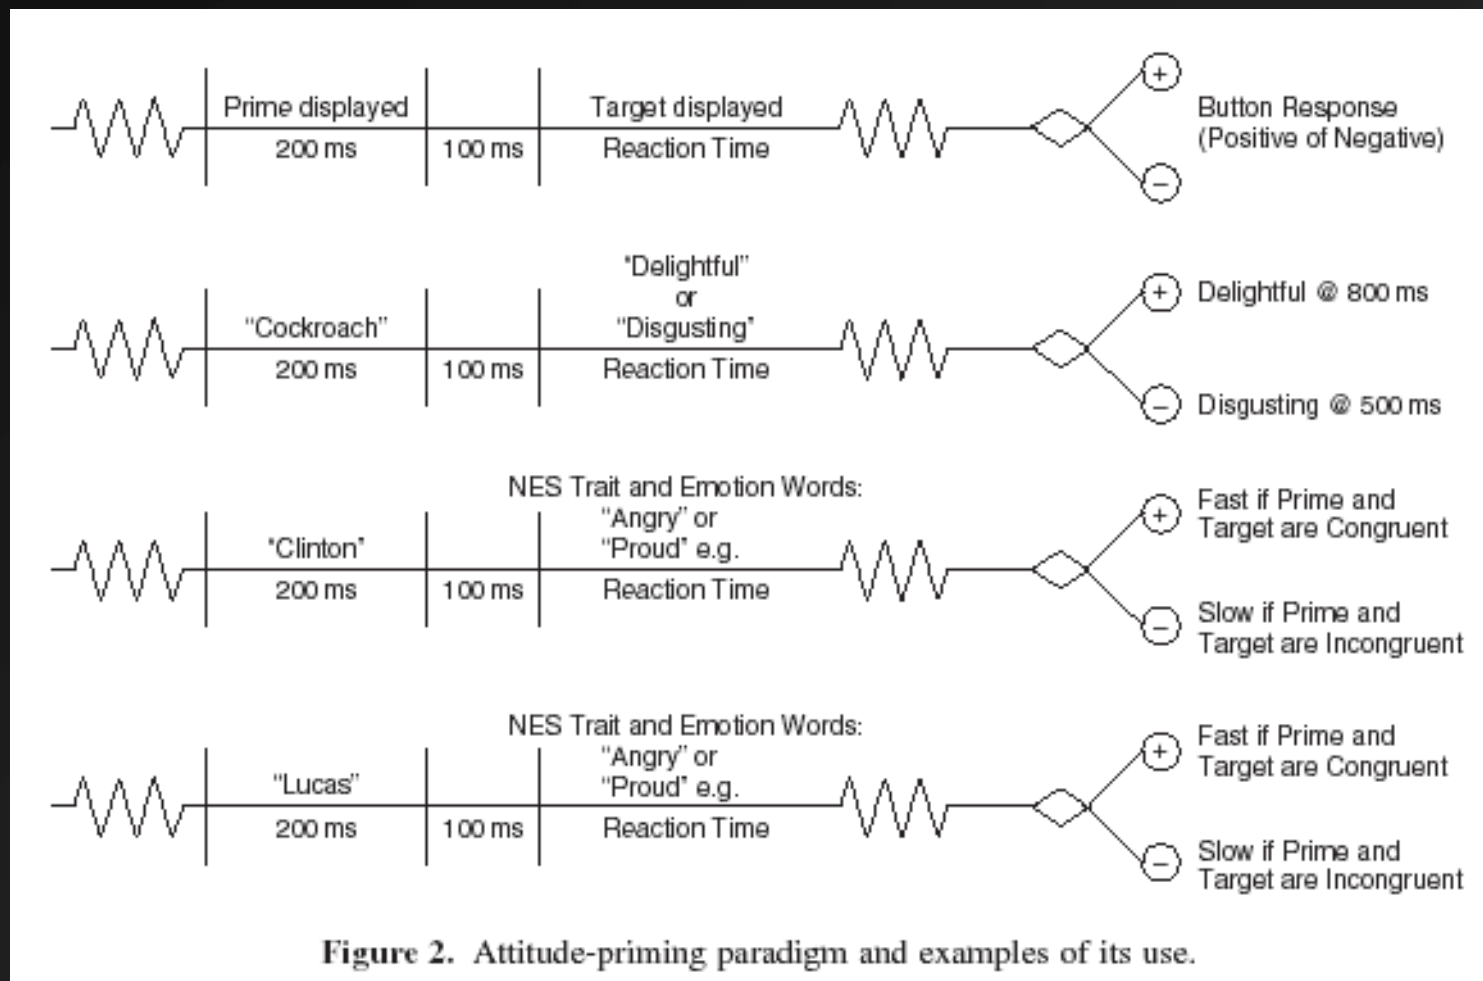 Prime displayed
200 ms
100 ms
Target displayed
Reaction Time
+
−
Button Response
(Positive of Negative)
"Cockroach"
200 ms
100 ms
"Delightful"
or
"Disgusting"
Reaction Time
+
−
Delightful @ 800 ms
Disgusting @ 500 ms
"Clinton"
200 ms
100 ms
NES Trait and Emotion Words:
"Angry" or
"Proud" e.g.
Reaction Time
+
−
Fast if Prime and
Target are Congruent
Slow if Prime and
Target are Incongruent
"Lucas"
200 ms
100 ms
NES Trait and Emotion Words:
"Angry" or
"Proud" e.g.
Reaction Time
+
−
Fast if Prime and
Target are Congruent
Slow if Prime and
Target are Incongruent
Figure 2. Attitude-priming paradigm and examples of its use.